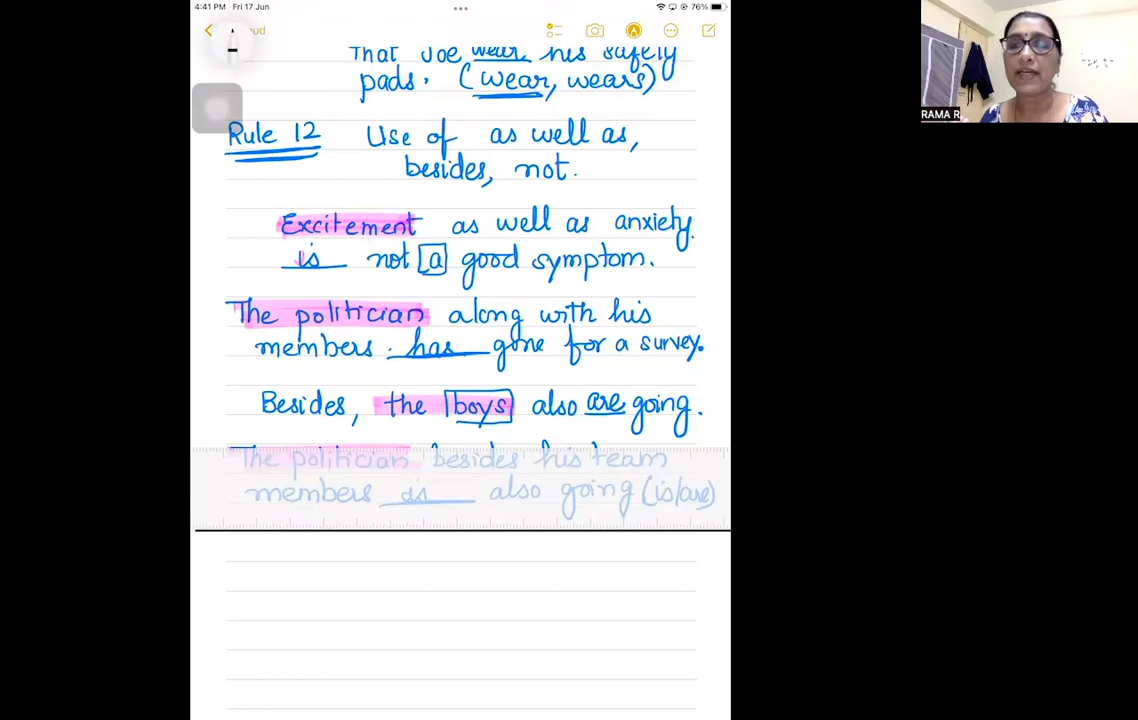 4:41 PM Fri 17 Jun
76%
That Joe wear his safety
pads. (wear, wears)
Rule 12 Use of as well as,
besides, not.
Excitement as well as anxiety.
is not a good symptom.
The politician along with his
members. has gone for a survey.
Besides, the boys also are going.
The politician besides his team
members is also going (is/are)
RAMA R